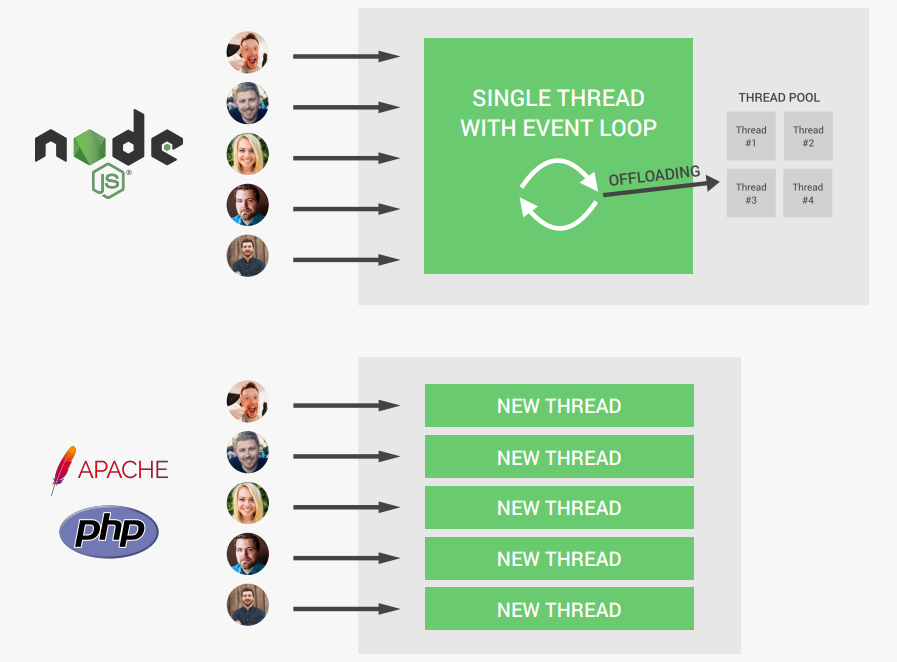 node
JS
SINGLE THREAD
WITH EVENT LOOP
OFFLOADING
THREAD POOL
Thread
#1
Thread
#2
Thread
#3
Thread
#4
APACHE
php
NEW THREAD
NEW THREAD
NEW THREAD
NEW THREAD
NEW THREAD